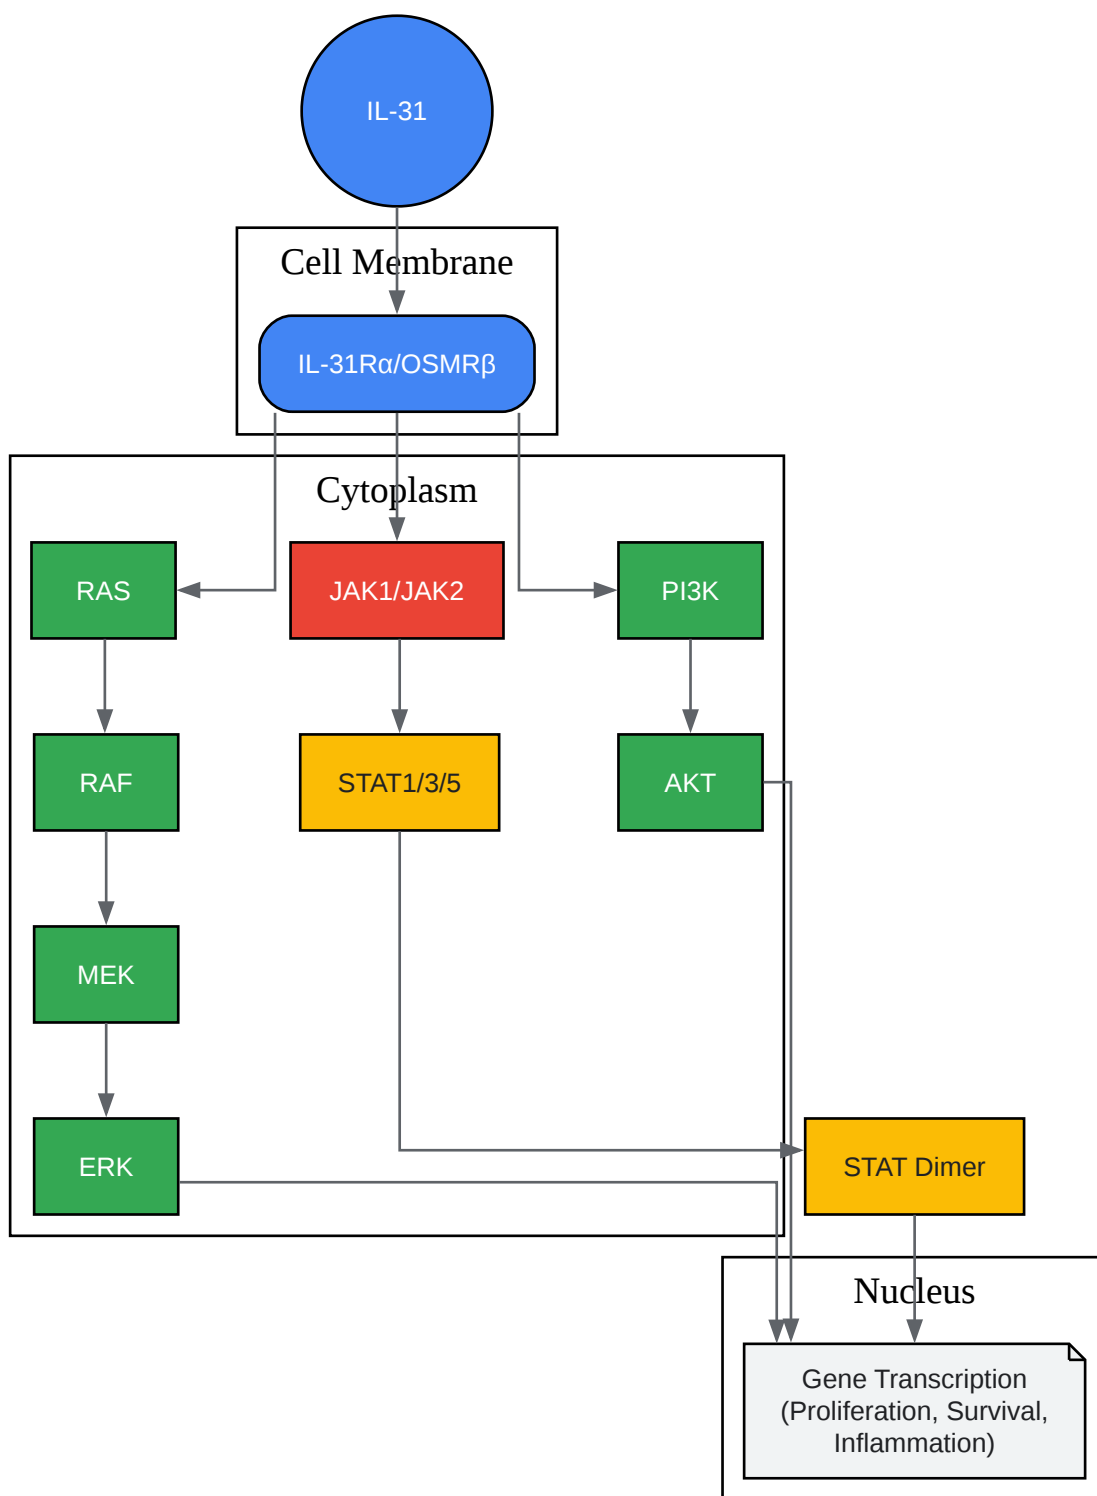 IL-31
Cell Membrane
IL-31Rα/OSMRβ
Cytoplasm
RAS
JAK1/JAK2
PI3K
RAF
STAT1/3/5
AKT
MEK
ERK
STAT Dimer
Nucleus
Gene Transcription
(Proliferation, Survival,
Inflammation)